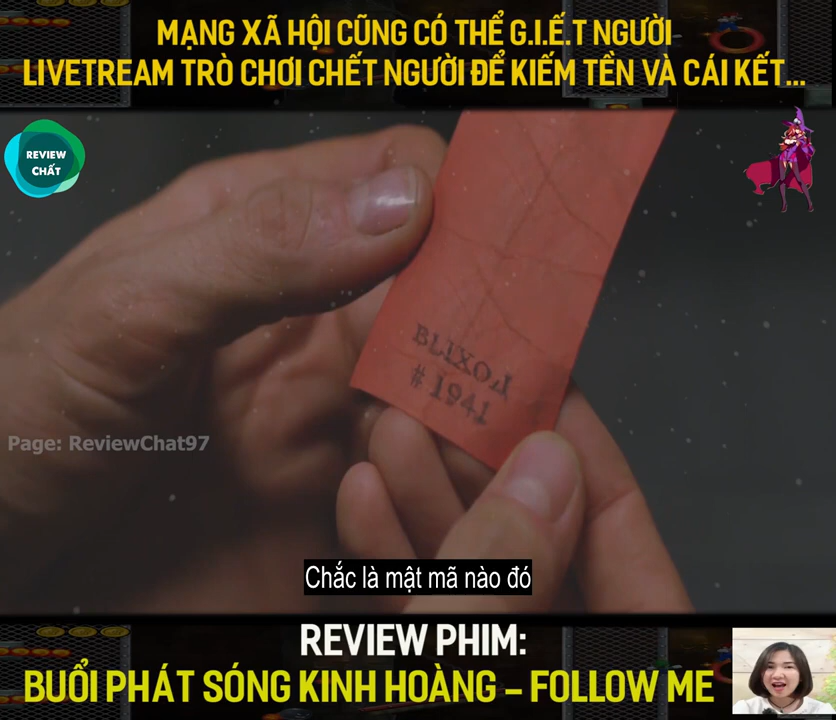 MẠNG XÃ HỘI CŨNG CÓ THỂ G.I.Ế.T NGƯỜI
LIVETREAM TRÒ CHƠI CHẾT NGƯỜI ĐỂ KIẾM TỀN VÀ CÁI KẾT...
REVIEW
CHẤT
BLIXOД
# 1941
Page: ReviewChat97
Chắc là mật mã nào đó
REVIEW PHIM:
BUỔI PHÁT SÓNG KINH HOÀNG – FOLLOW ME